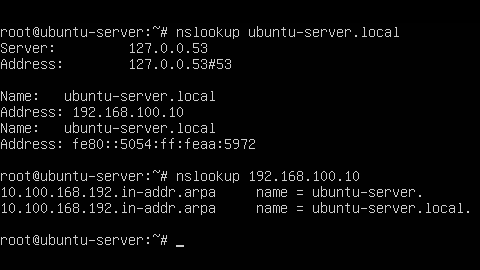 root@ubuntu-server:~# nslookup ubuntu-server.local
Server:         127.0.0.53
Address:        127.0.0.53#53
Name:   ubuntu-server.local
Address: 192.168.100.10
Name:   ubuntu-server.local
Address: fe80::5054:ff:feaa:5972
root@ubuntu-server:~# nslookup 192.168.100.10
10.100.168.192.in-addr.arpa     name = ubuntu-server.
10.100.168.192.in-addr.arpa     name = ubuntu-server.local.
root@ubuntu-server:~# _